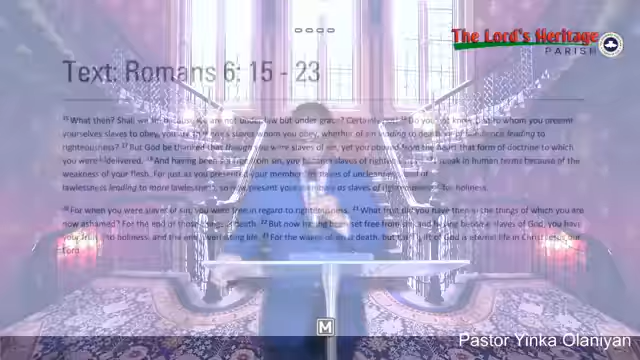 The Lord's Heritage
PARISH
Text: Romans 6: 15 - 23
15 What then? Shall we sin because we are not under law but under grace? Certainly not! 16 Do you not know that to whom you present
yourselves slaves to obey, you are that one's slaves whom you obey, whether of sin leading to death, or of obedience leading to
righteousness? 17 But God be thanked that though you were slaves of sin, yet you obeyed from the heart that form of doctrine to which
you were delivered. 18 And having been set free from sin, you became slaves of righteousness. speak in human terms because of the
weakness of your flesh. For just as you presented your members as slaves of uncleanness, and of
lawlessness leading to more lawlessness, so now present your members as slaves of righteousness for holiness.
20 For when you were slaves of sin, you were free in regard to righteousness. 21 What fruit did you have then in the things of which you are
now ashamed? For the end of those things is death. 22 But now having been set free from sin, and having become slaves of God, you have
your fruit to holiness, and the end, everlasting life. 23 For the wages of sin is death, but the gift of God is eternal life in Christ Jesus our
Lord.
M
Pastor Yinka Olaniyan